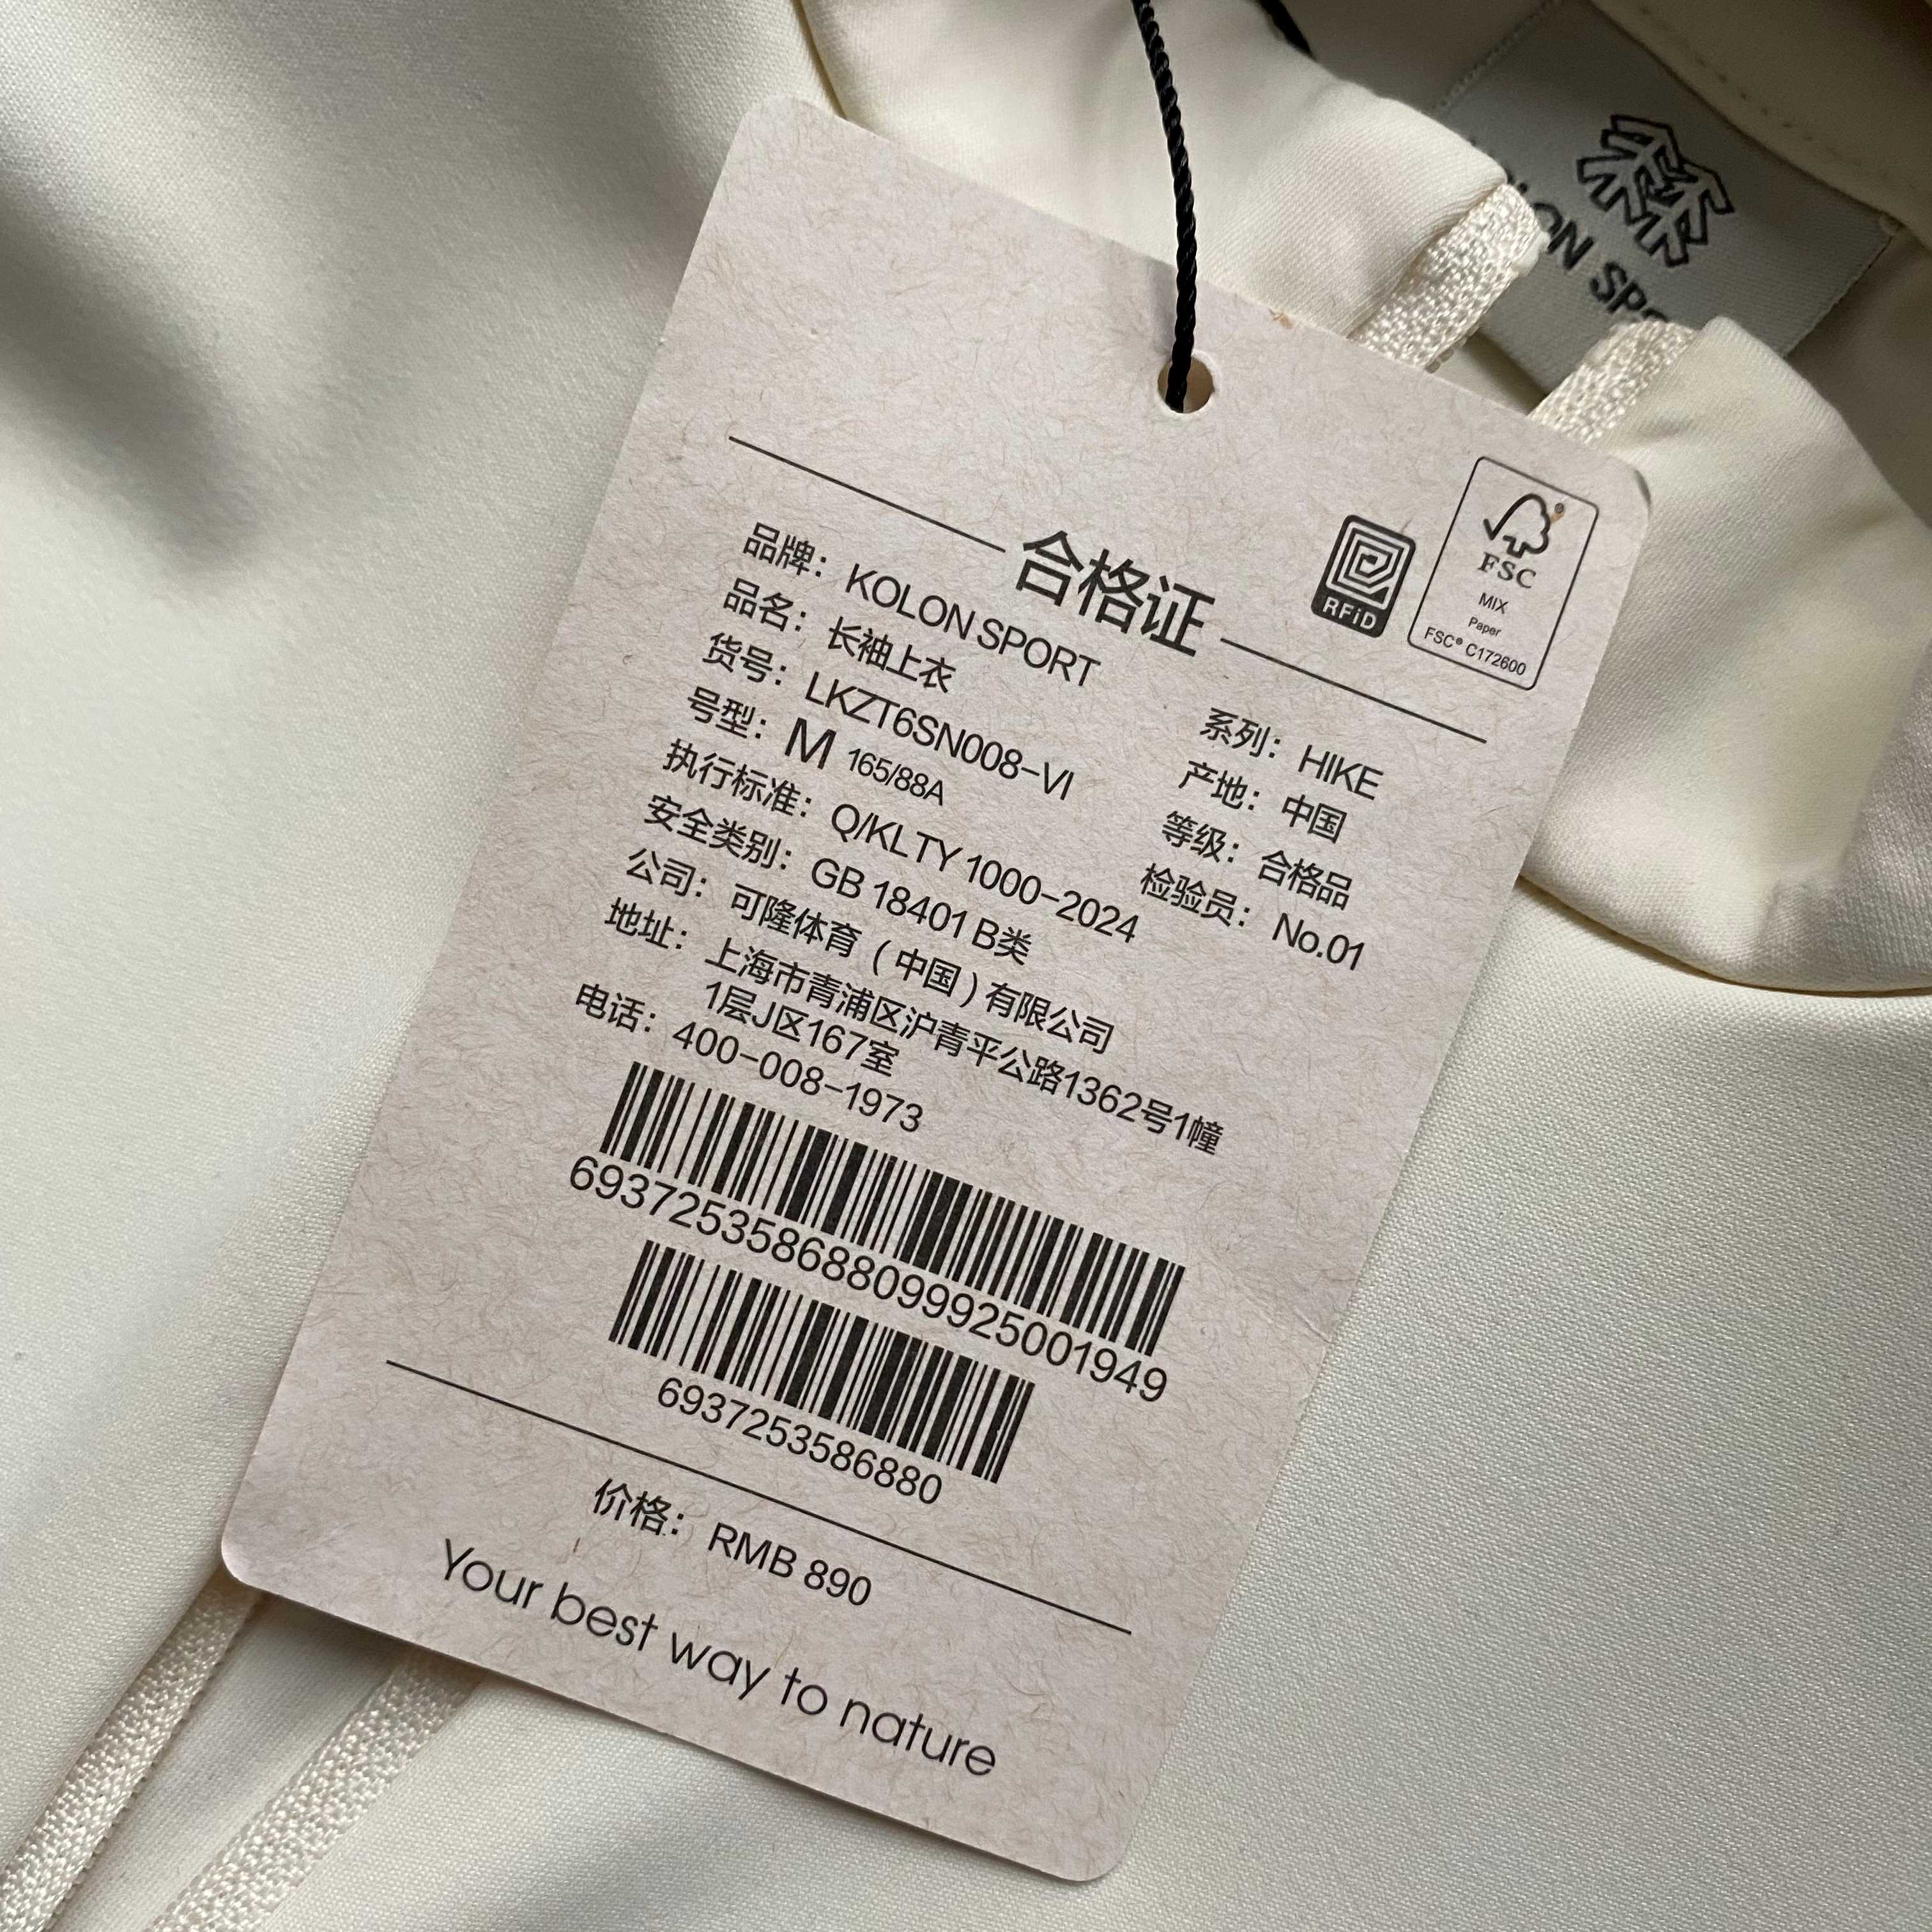 ON SPO
RFiD
FSC
MIX
Paper
FSC® C172600
合格证
品牌：KOLON SPORT
品名：长袖上衣
系列：HIKE
货号：LKZT6SN008-VI
产地：中国
号型：M 165/88A
等级：合格品
执行标准：Q/KLTY 1000-2024
检验员：No.01
安全类别：GB 18401 B类
公司：可隆体育（中国）有限公司
地址：上海市青浦区沪青平公路1362号1幢
1层J区167室
电话：400-008-1973
693725358688099925001949
6937253586880
价格：RMB 890
Your best way to nature